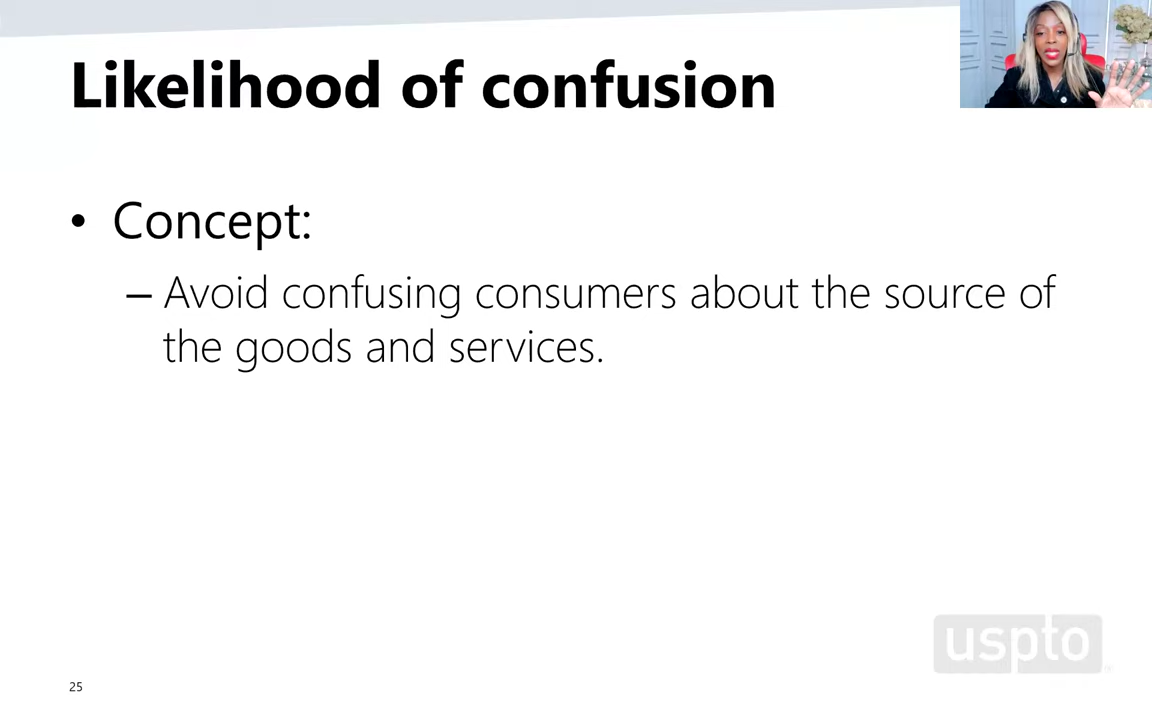 Likelihood of confusion
• Concept:
– Avoid confusing consumers about the source of
the goods and services.
uspto
25